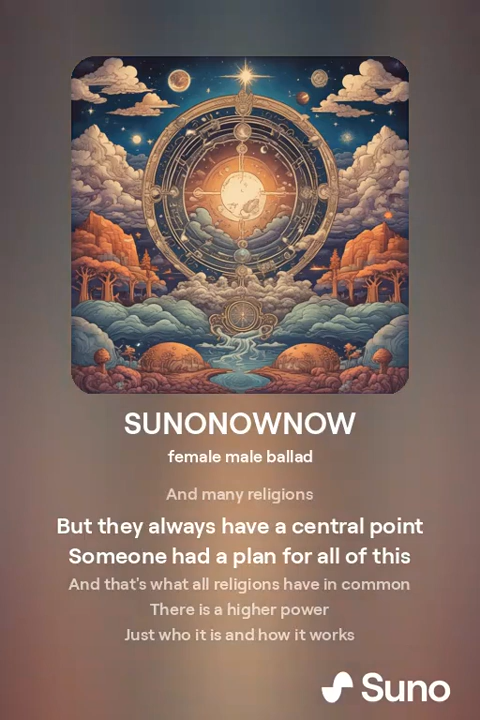 SUNONOWNOW
female male ballad
And many religions
But they always have a central point
Someone had a plan for all of this
And that's what all religions have in common
There is a higher power
Just who it is and how it works
Suno